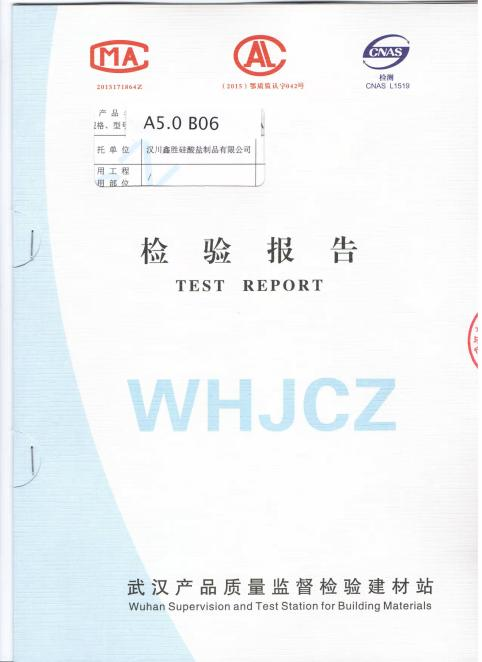 CMA
2015171864Z
CAL
(2015)鄂质监认字042号
CNAS
检测
CNAS L1519
产品
规格、型号 A5.0 B06
托单位 汉川鑫胜硅酸盐制品有限公司
用工程
用部位 /
检验报告
TEST REPORT
WHJCZ
武汉产品质量监督检验建材站
Wuhan Supervision and Test Station for Building Materials